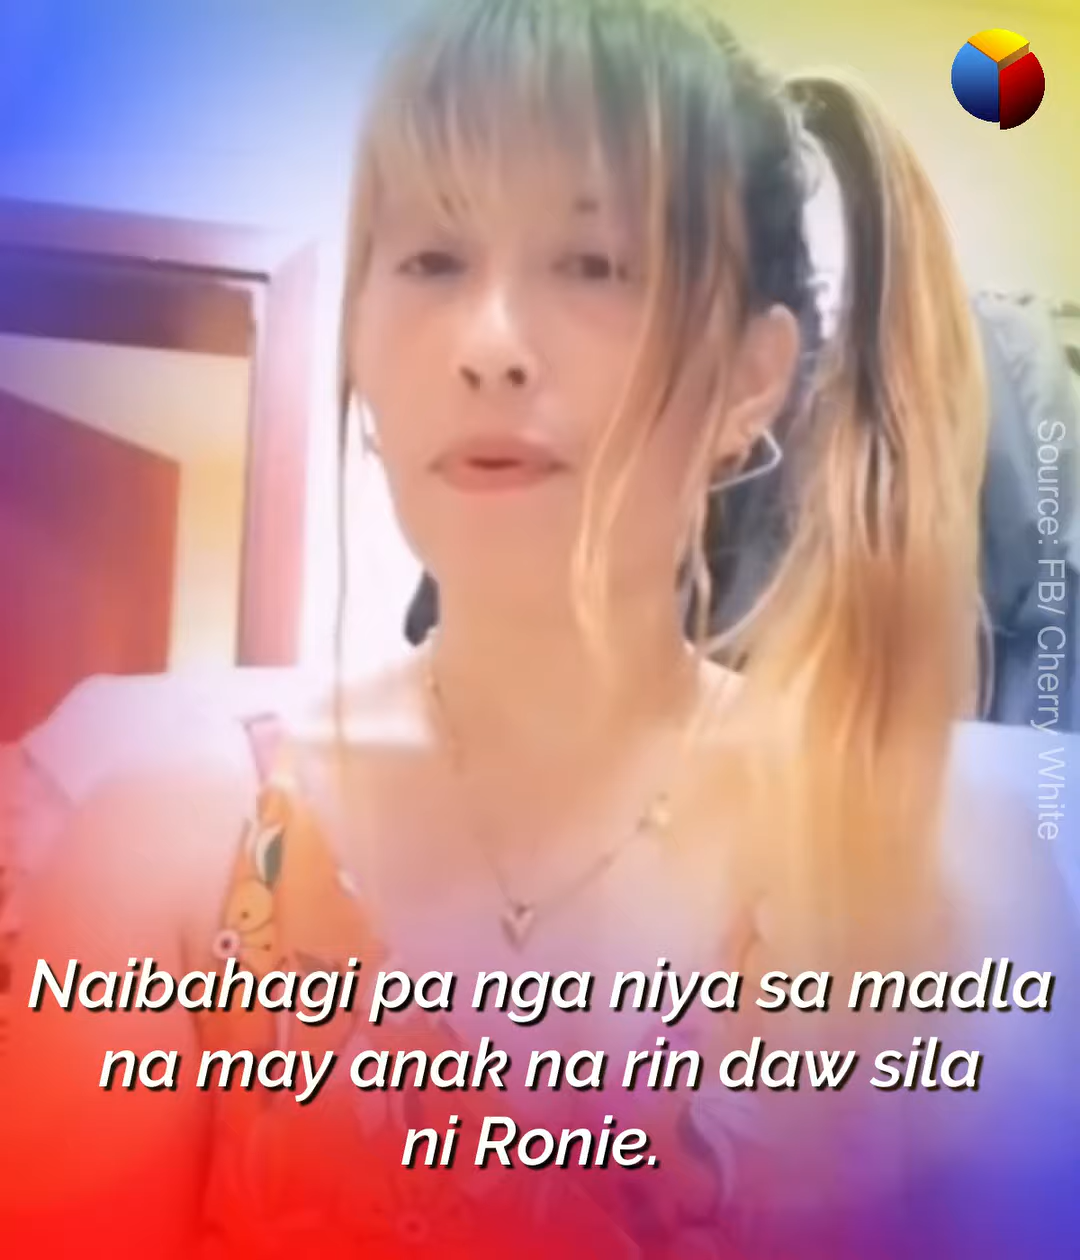 Source: FB/ Cherry White
Naibahagi pa nga niya sa madla
na may anak na rin daw sila
ni Ronie.